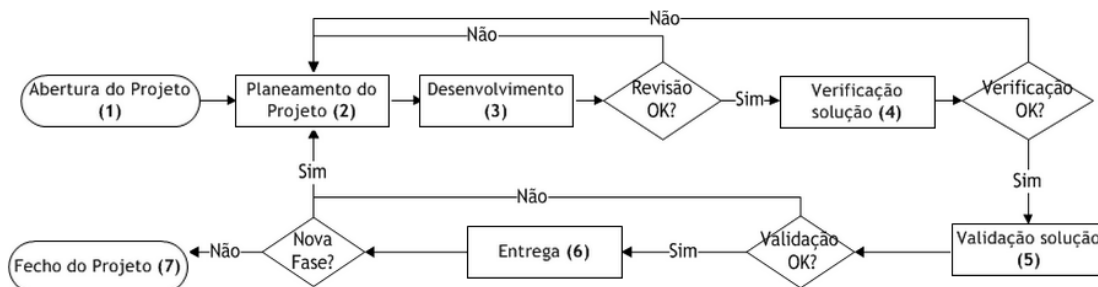 Não
Não
Abertura do Projeto
(1)
Planeamento do
Projeto (2)
Desenvolvimento
(3)
Revisão
OK?
Sim
Verificação
solução (4)
Verificação
OK?
Sim
Sim
Não
Fecho do Projeto (7)
Não
Nova
Fase?
Entrega (6)
Sim
Validação
OK?
Validação solução
(5)